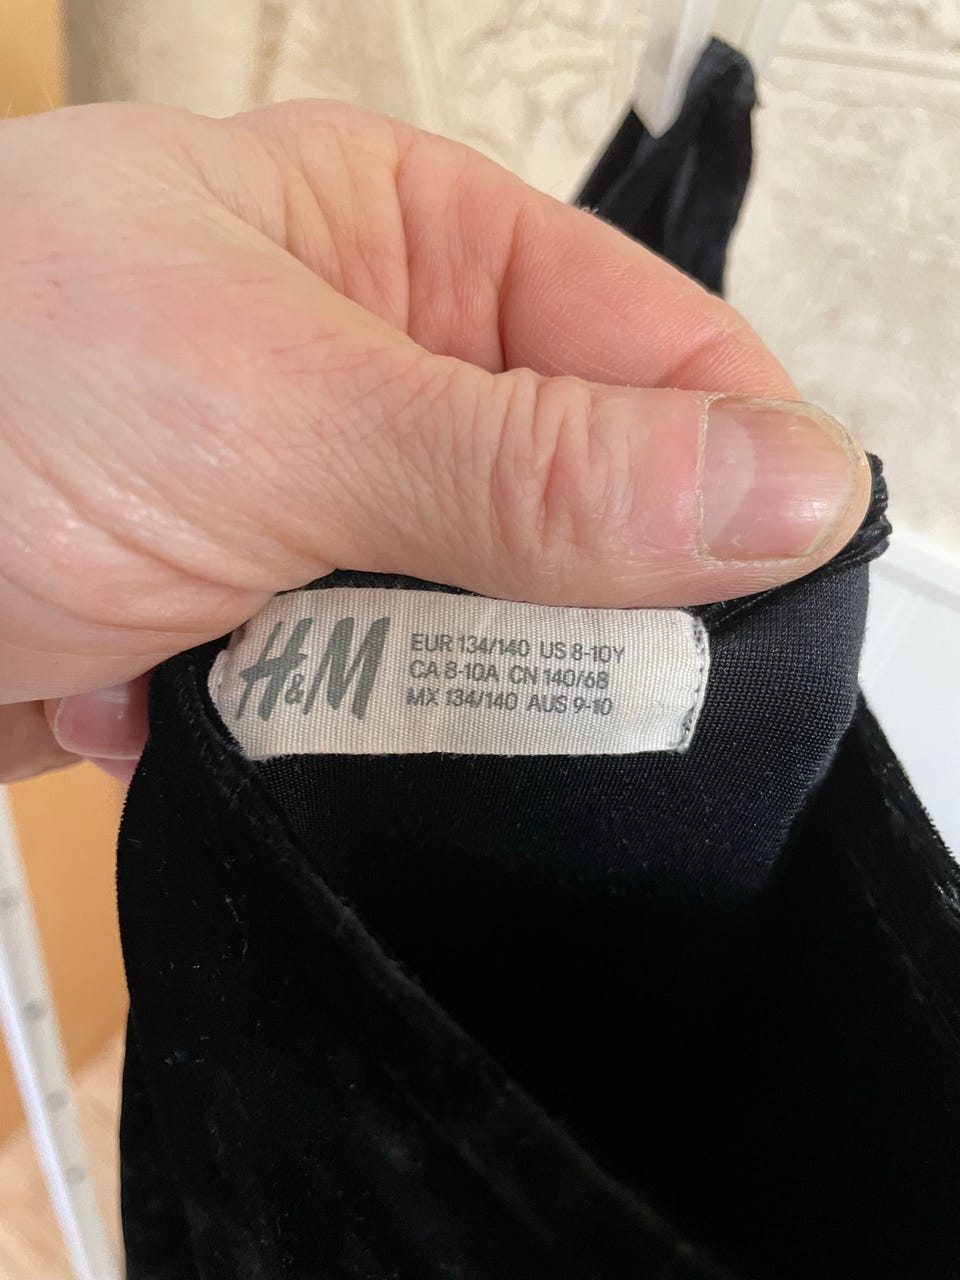 H&M
EUR 134/140 US 8-10Y
CA 8-10A CN 140/68
MX 134/140 AUS 9-10